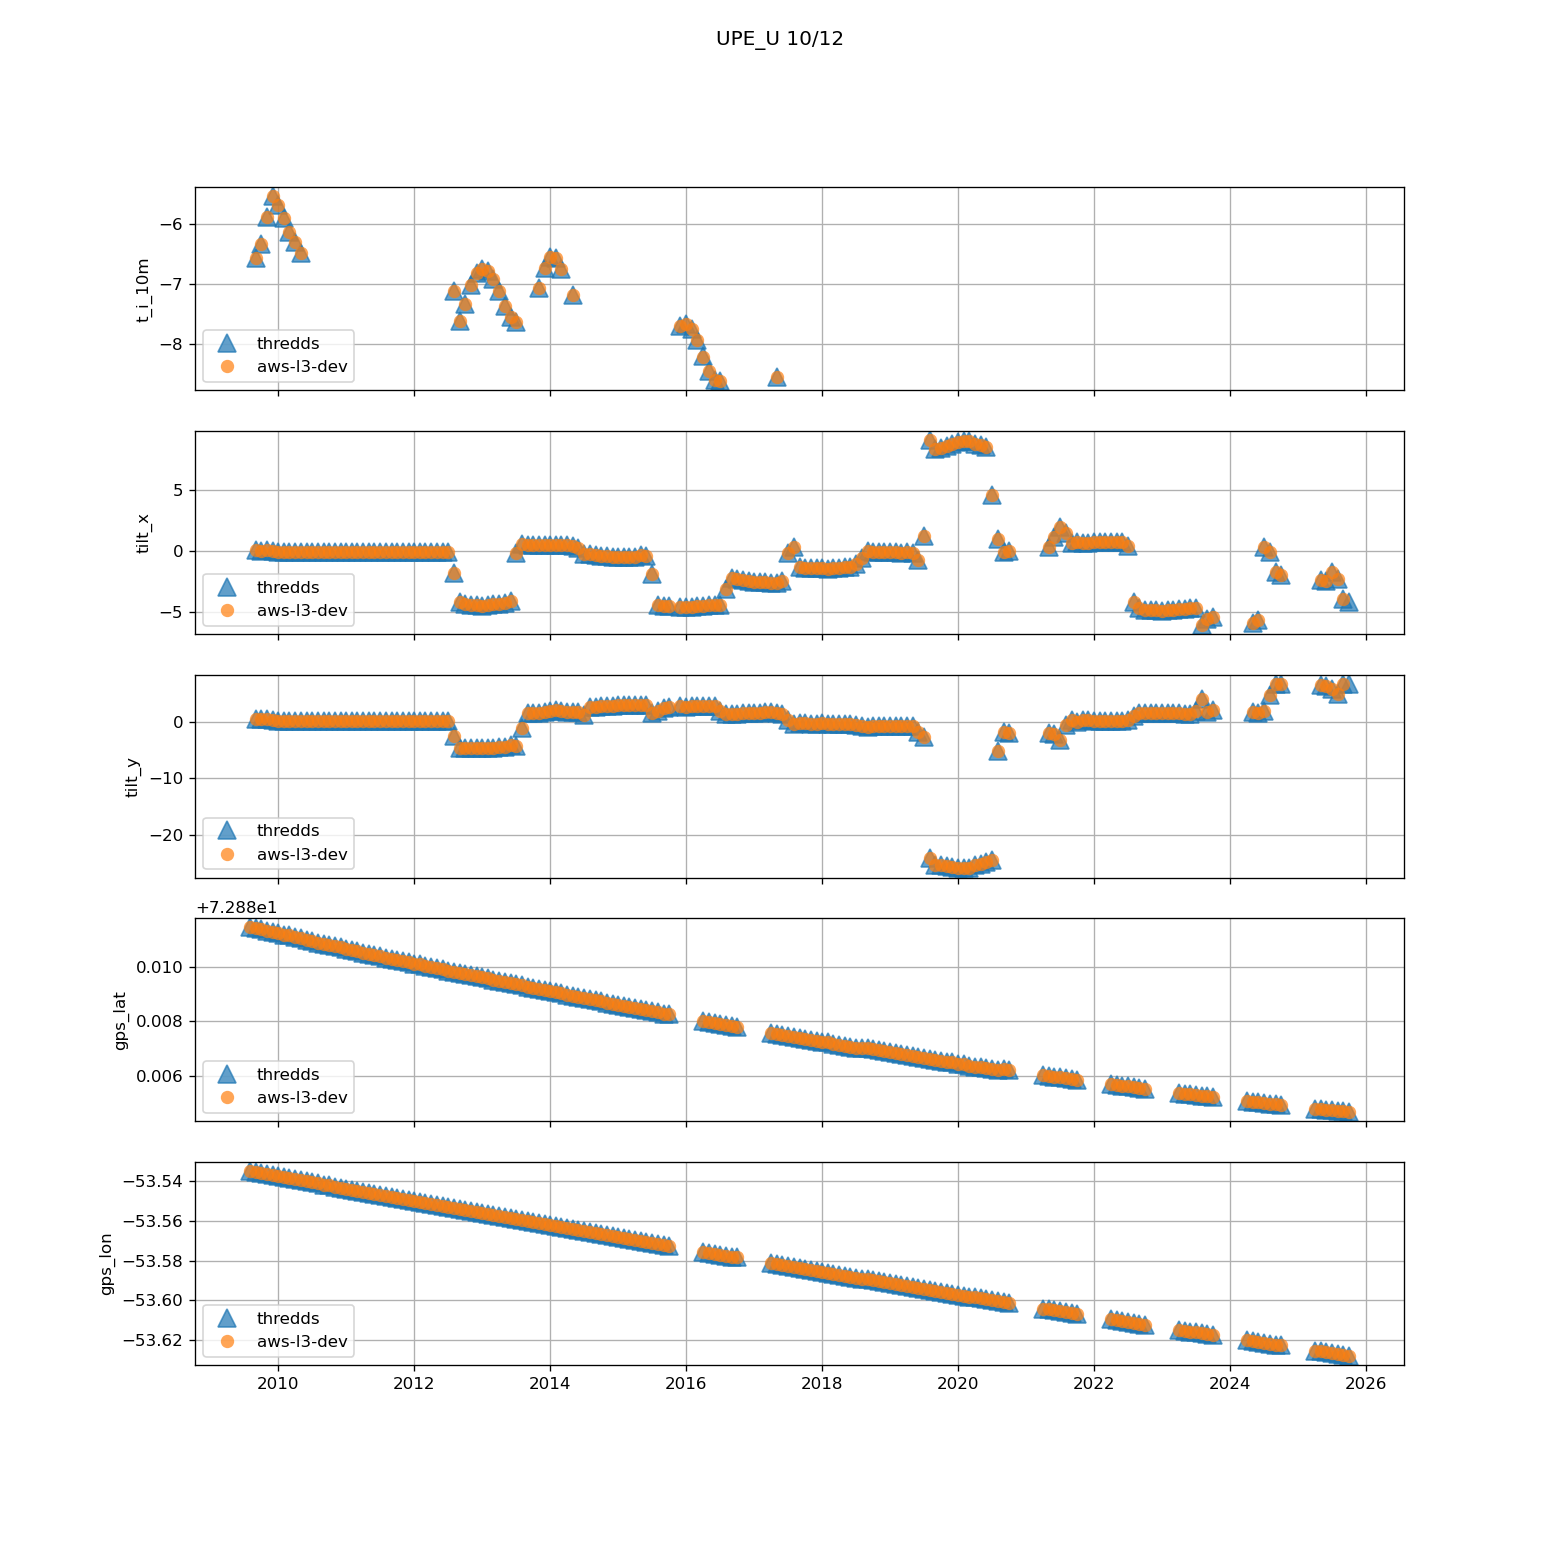 UPE_U 10/12
−6
−7
−8
t_i_10m
thredds
aws-l3-dev
5
0
−5
tilt_x
thredds
aws-l3-dev
0
−10
−20
tilt_y
thredds
aws-l3-dev
+7.288e1
0.010
0.008
0.006
gps_lat
thredds
aws-l3-dev
−53.54
−53.56
−53.58
−53.60
−53.62
gps_lon
thredds
aws-l3-dev
2010 2012 2014 2016 2018 2020 2022 2024 2026